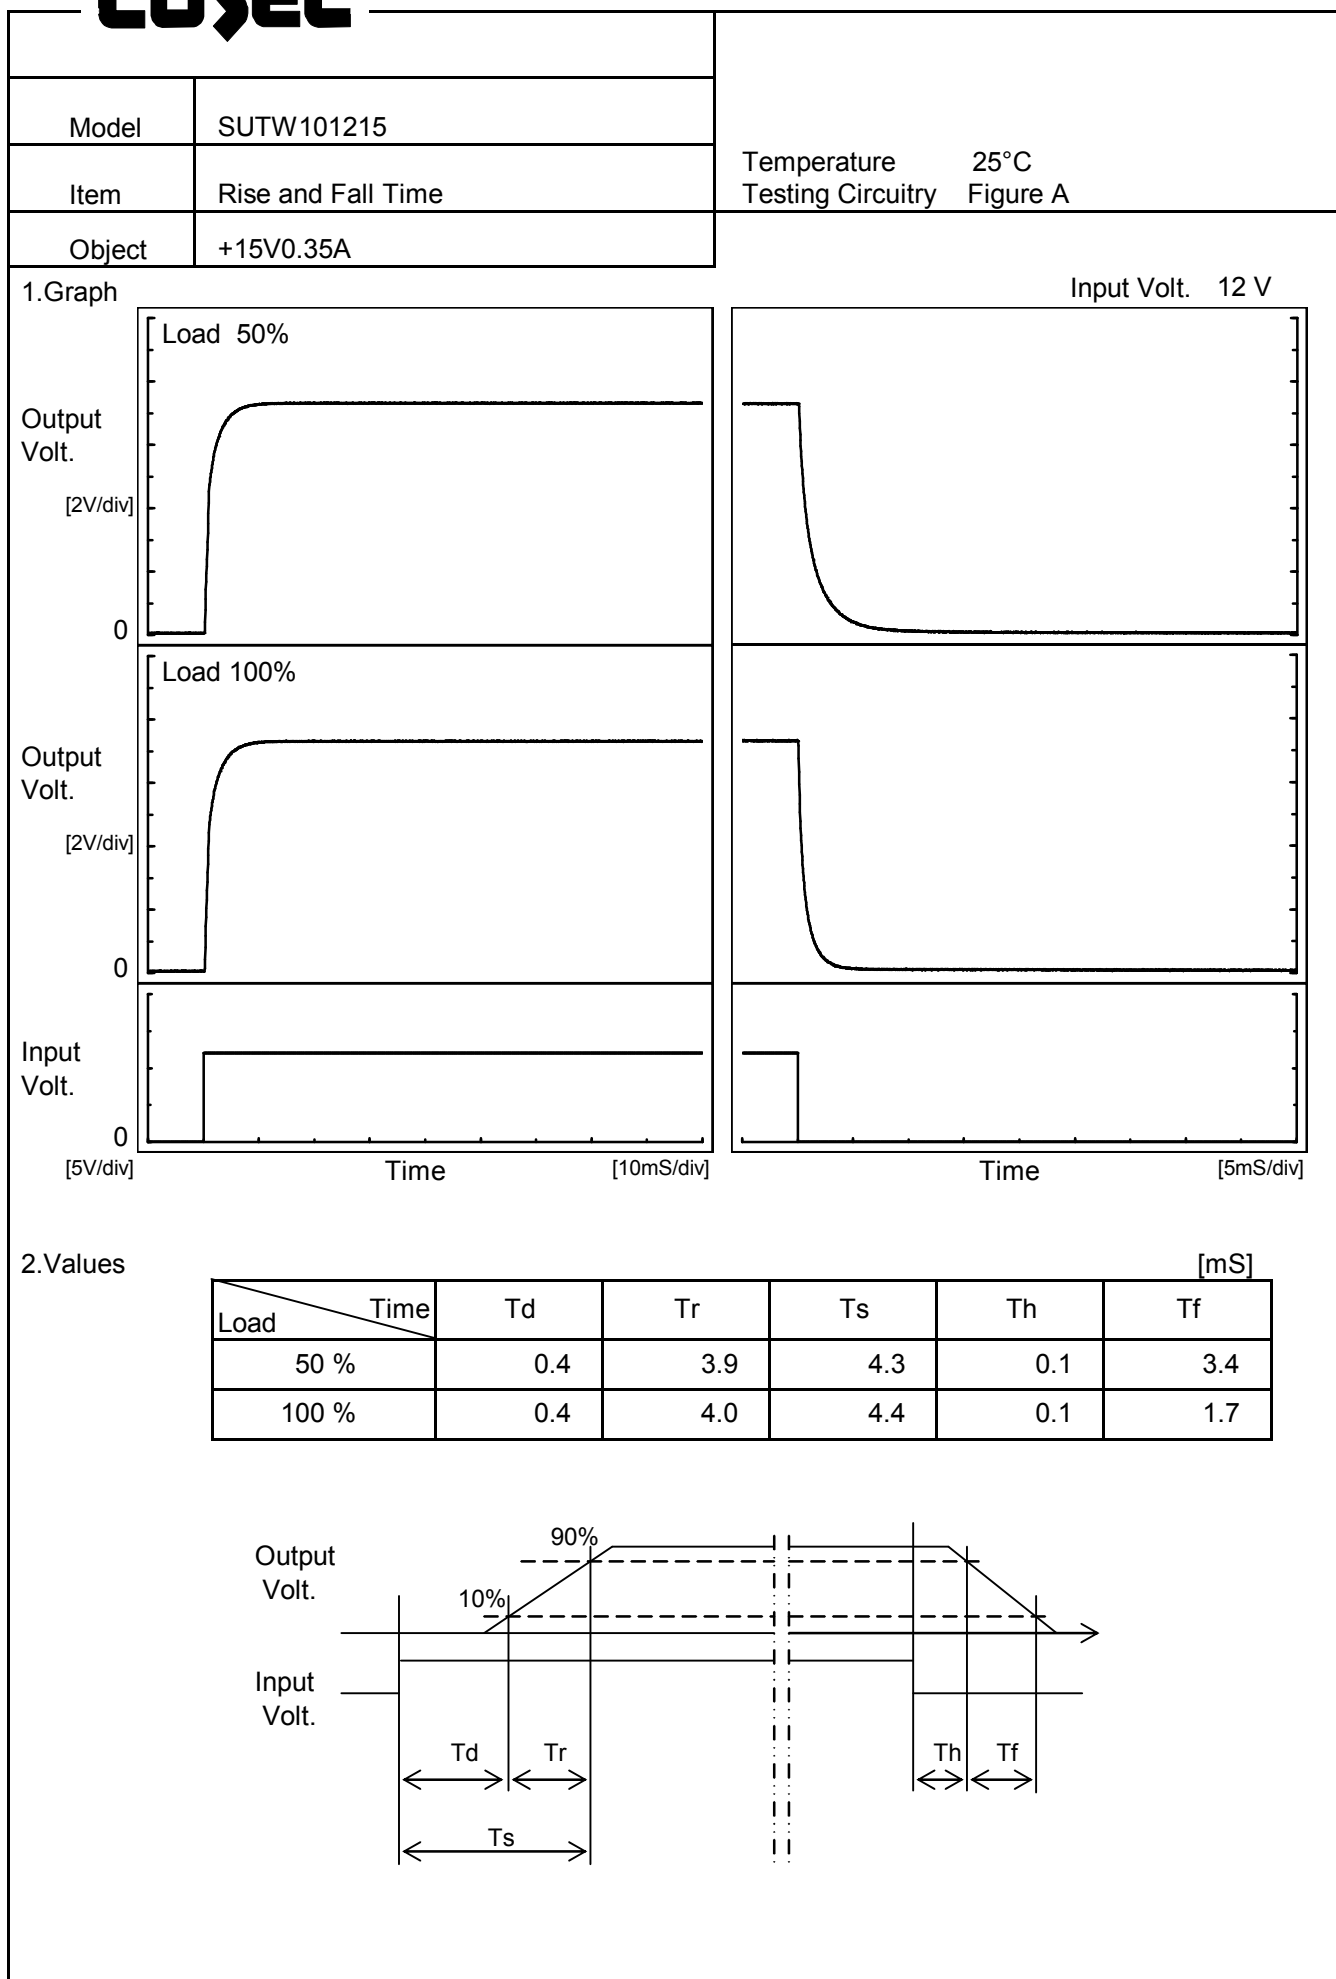 Model SUTW101215
Temperature 25°C
Item Rise and Fall Time Testing Circuitry Figure A
Object +15V0.35A
1.Graph Input Volt. 12 V
Load 50%
Output
Volt.
[2V/div]
0
Load 100%
Output
Volt.
[2V/div]
0
Input
Volt.
0
[5V/div] Time [10mS/div] Time [5mS/div]
2.Values [mS]
Time Td Tr Ts Th Tf
Load
50 % 0.4 3.9 4.3 0.1 3.4
100 % 0.4 4.0 4.4 0.1 1.7
90%
Output
Volt.
10%
Input
Volt.
Td Tr Th Tf
Ts